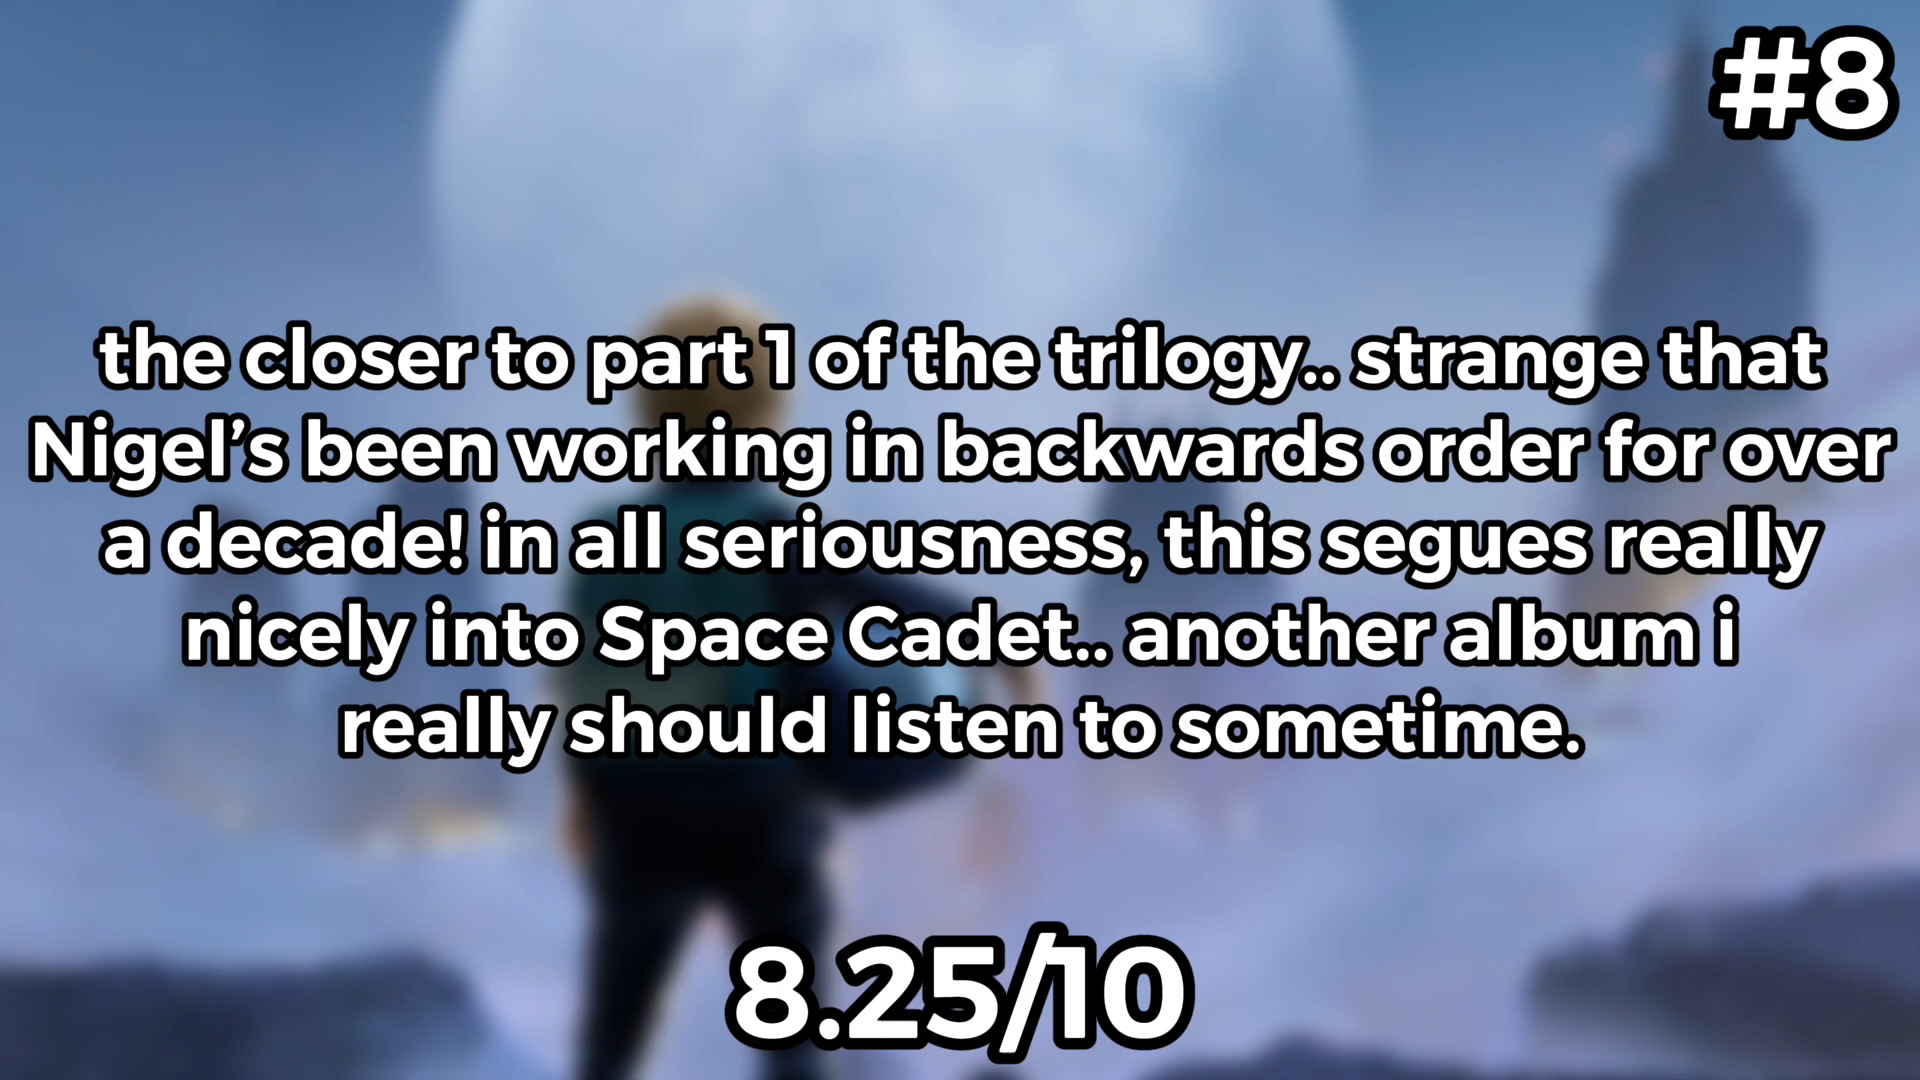 #8
the closer to part 1 of the trilogy.. strange that
Nigel’s been working in backwards order for over
a decade! in all seriousness, this segues really
nicely into Space Cadet.. another album i
really should listen to sometime.
8.25/10